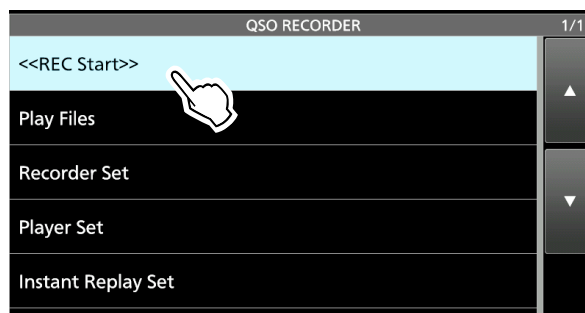 QSO RECORDER 1/1
<<REC Start>>
Play Files
Recorder Set
Player Set
Instant Replay Set